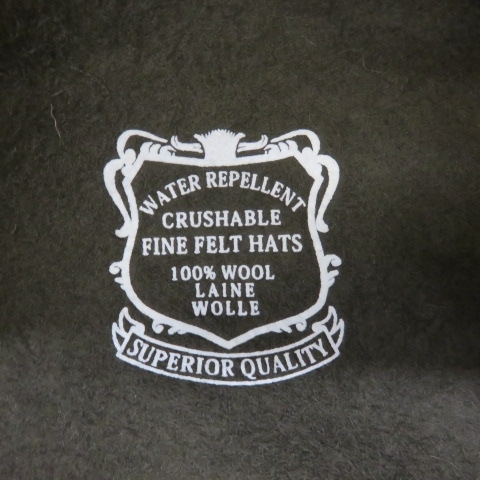 WATER REPELLENT
CRUSHABLE
FINE FELT HATS
100% WOOL
LAINE
WOLLE
SUPERIOR QUALITY